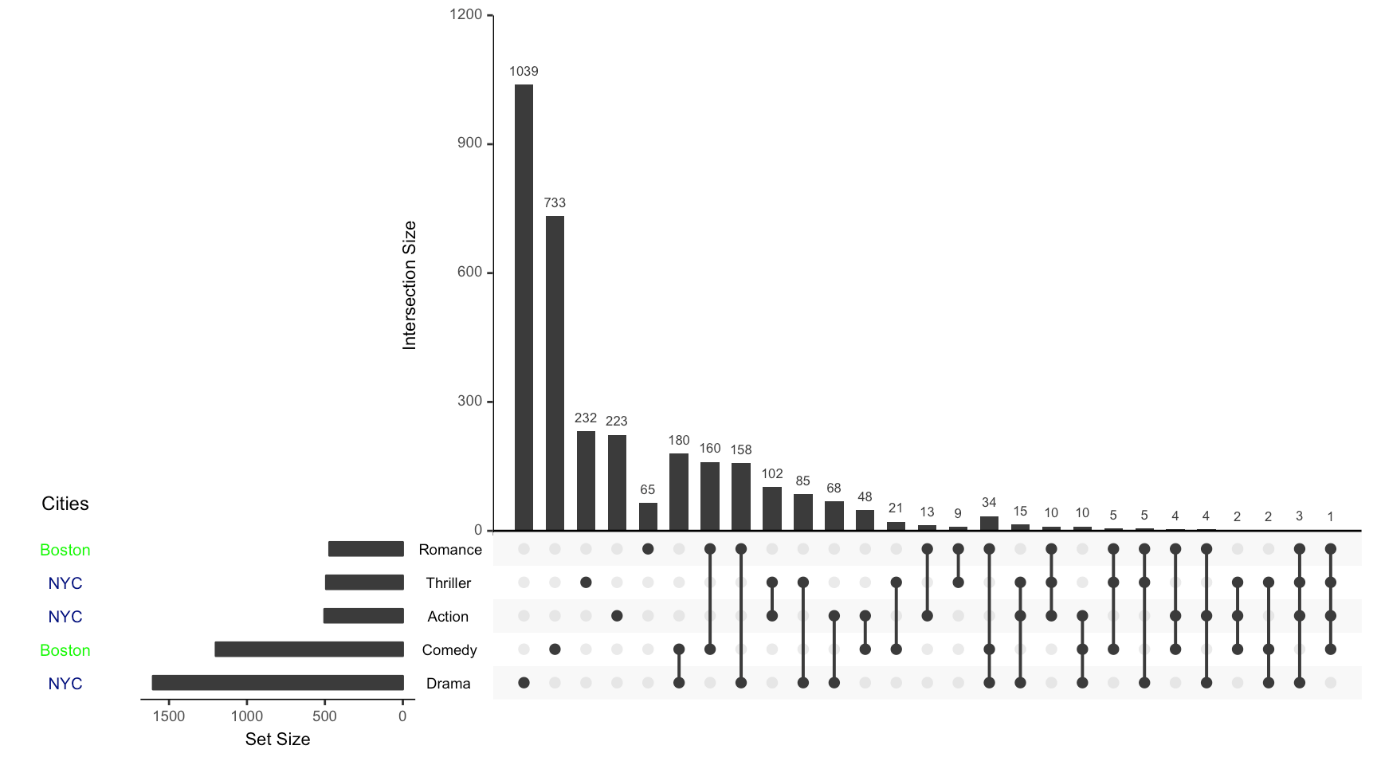 1200
1039
900
733
600
Intersection Size
300
232 223
65
180 160 158
102 85 68 48 21 13 9 34 15 10 10 5 5 4 4 2 2 3 1
0
Cities
Boston Romance
NYC Thriller
NYC Action
Boston Comedy
NYC Drama
1500 1000 500 0
Set Size